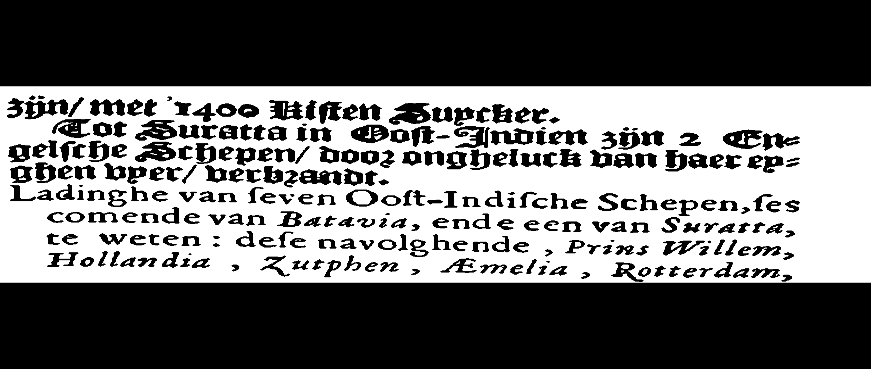 zijn/ met 1400 Kisten Suycker.
Tot Suratta in Oost-Indien zijn 2 En⸗
gelsche Schepen/ door ongheluck van haer ey⸗
ghen vyer/ verbrandt.
Ladinghe van ſeven Ooſt-Indiſche Schepen, ſes
comende van Batavia, ende een van Suratta,
te weten : deſe navolghende , Prins Willem,
Hollandia , Zutphen , Æmelia , Rotterdam,